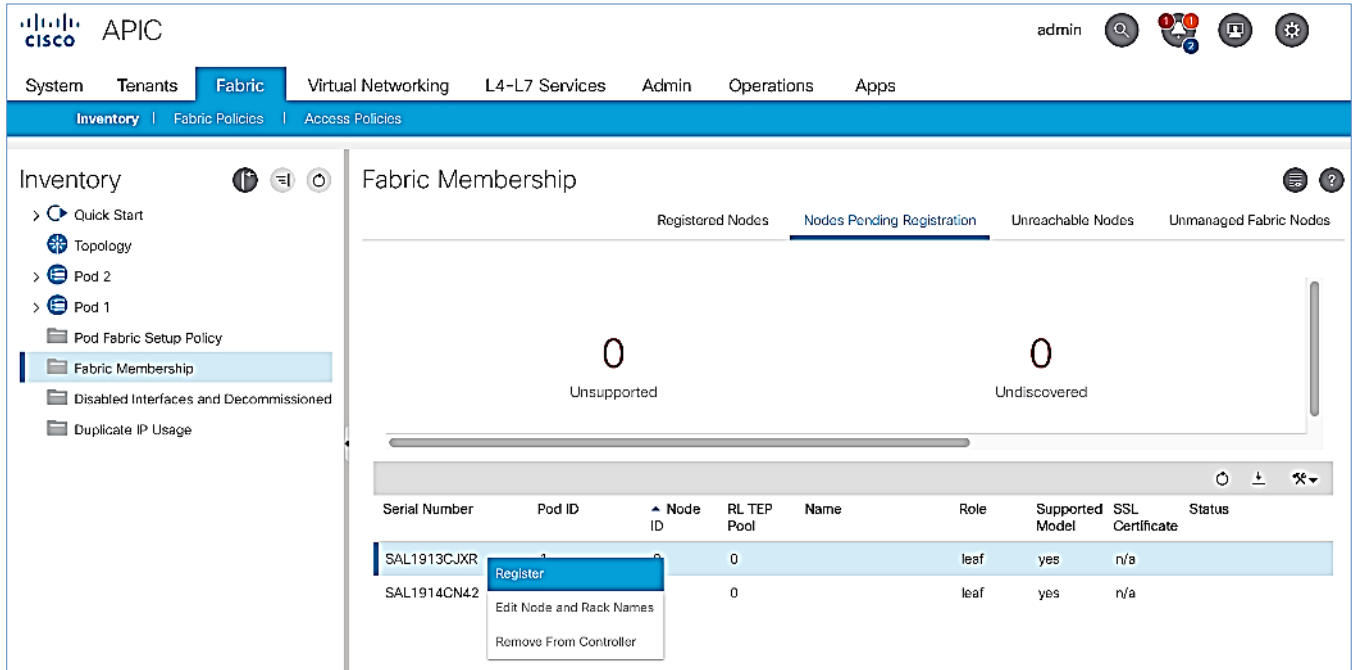 CISCO APIC admin 1 1 2
System Tenants Fabric Virtual Networking L4-L7 Services Admin Operations Apps
Inventory | Fabric Policies | Access Policies
Inventory
Quick Start
Topology
Pod 2
Pod 1
Pod Fabric Setup Policy
Fabric Membership
Disabled Interfaces and Decommissioned
Duplicate IP Usage
Fabric Membership
Registered Nodes Nodes Pending Registration Unreachable Nodes Unmanaged Fabric Nodes
0 0
Unsupported Undiscovered
Serial Number Pod ID Node RL TEP Name Role Supported SSL Status
ID Pool Model Certificate
SAL1913CJXR 0 leaf yes n/a
Register
SAL1914CN42 0 leaf yes n/a
Edit Node and Rack Names
Remove From Controller